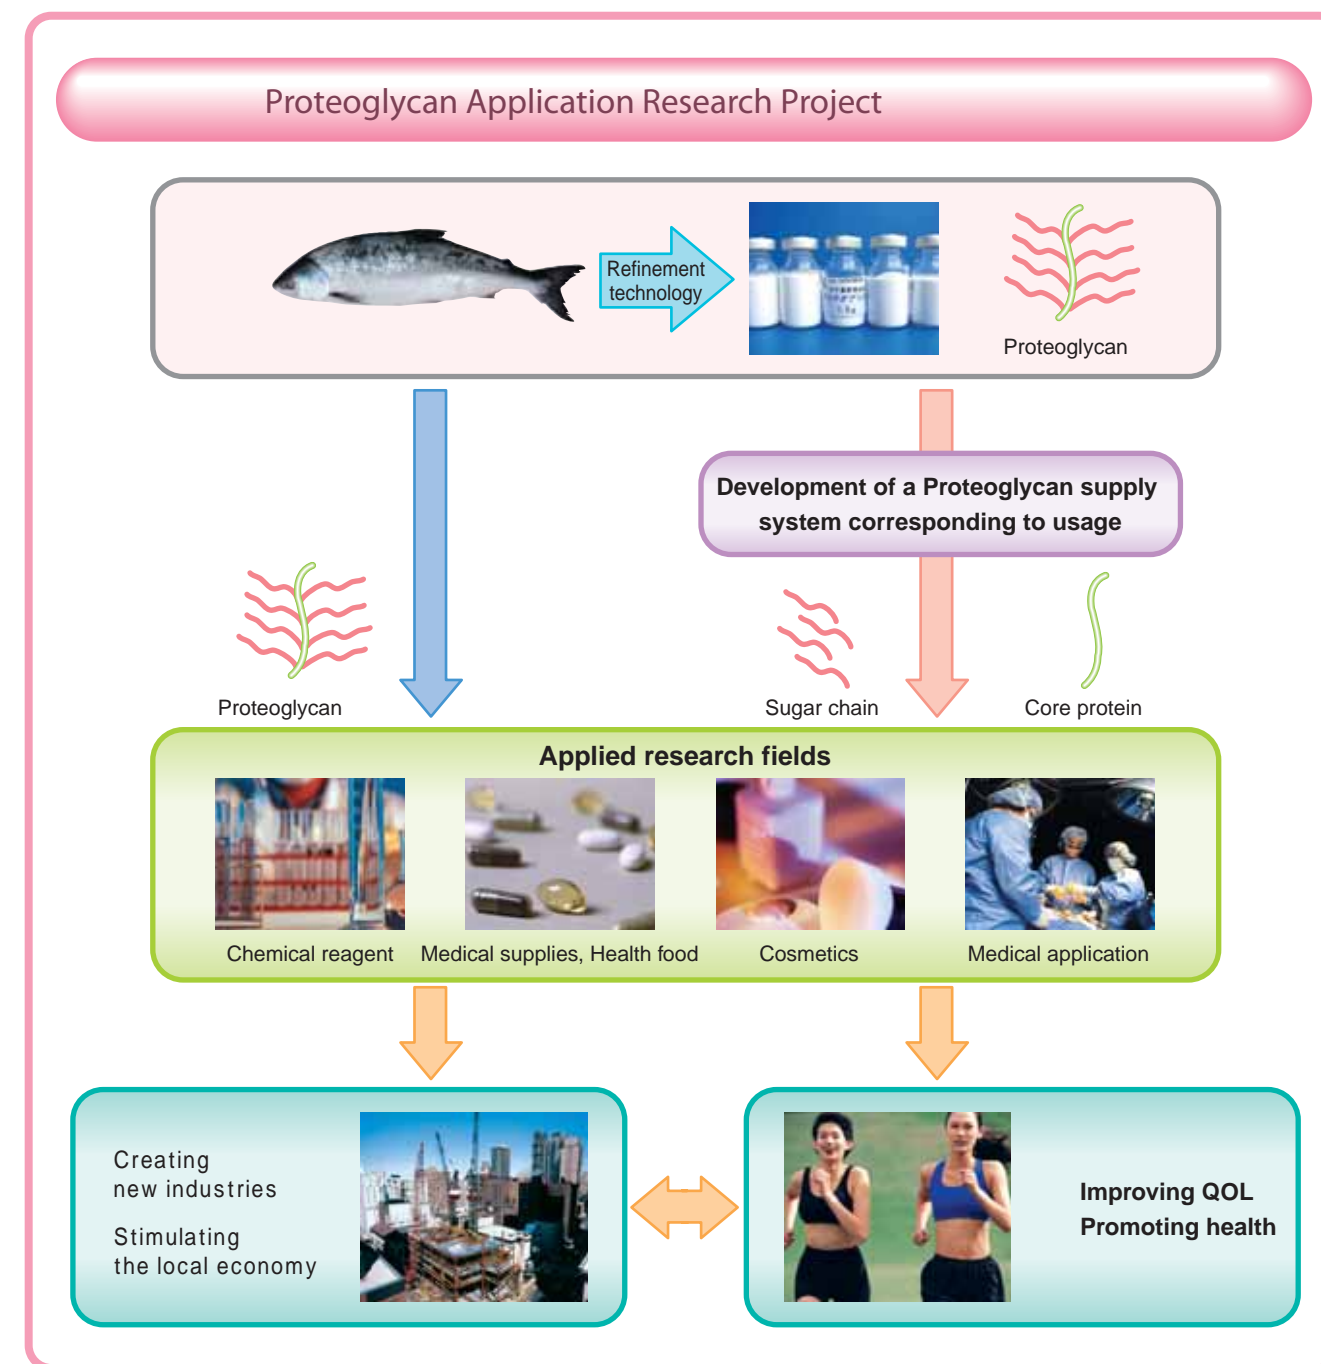 Proteoglycan Application Research Project
Refinement
technology
Proteoglycan
Development of a Proteoglycan supply
system corresponding to usage
Proteoglycan
Sugar chain
Core protein
Applied research fields
Chemical reagent
Medical supplies, Health food
Cosmetics
Medical application
Creating
new industries
Stimulating
the local economy
Improving QOL
Promoting health